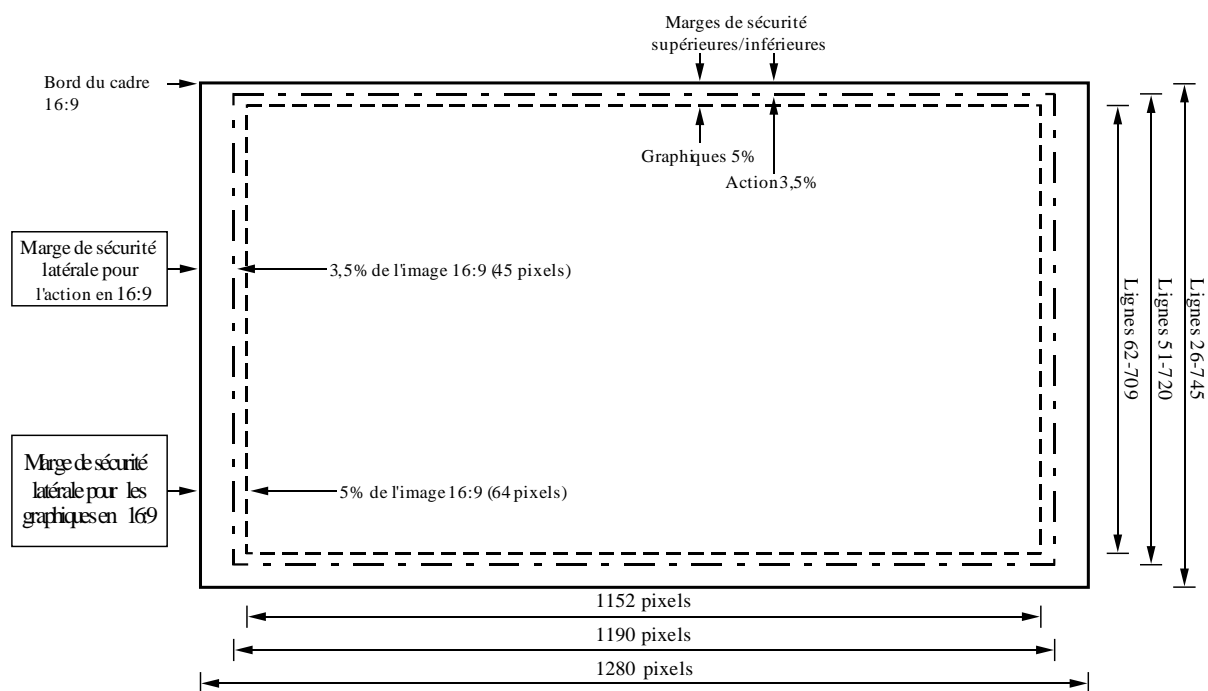 Marges de sécurité
supérieures/inférieures
Bord du cadre
16:9
Graphiques 5%
Action 3,5%
Marge de sécurité
latérale pour
l'action en 16:9
3,5% de l'image 16:9 (45 pixels)
Marge de sécurité
latérale pour les
graphiques en 16:9
5% de l'image 16:9 (64 pixels)
Lignes 62-709
Lignes 51-720
Lignes 26-745
1152 pixels
1190 pixels
1280 pixels